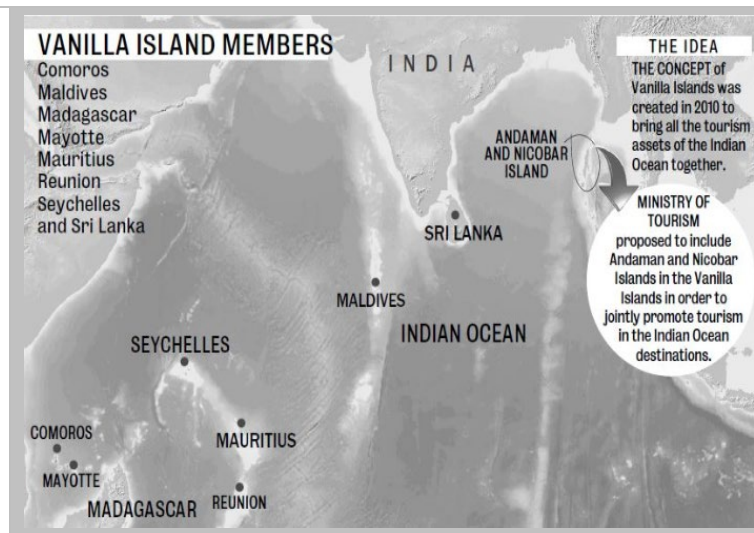 VANILLA ISLAND MEMBERS
Comoros
Maldives
Madagascar
Mayotte
Mauritius
Reunion
Seychelles
and Sri Lanka
INDIA
THE IDEA
THE CONCEPT of
Vanilla Islands was
created in 2010 to
bring all the tourism
assets of the Indian
Ocean together.
ANDAMAN
AND NICOBAR
ISLAND
MINISTRY OF
TOURISM
proposed to include
Andaman and Nicobar
Islands in the Vanilla
Islands in order to
jointly promote tourism
in the Indian Ocean
destinations.
SRI LANKA
MALDIVES
INDIAN OCEAN
SEYCHELLES
MAURITIUS
COMOROS
MAYOTTE
MADAGASCAR
REUNION